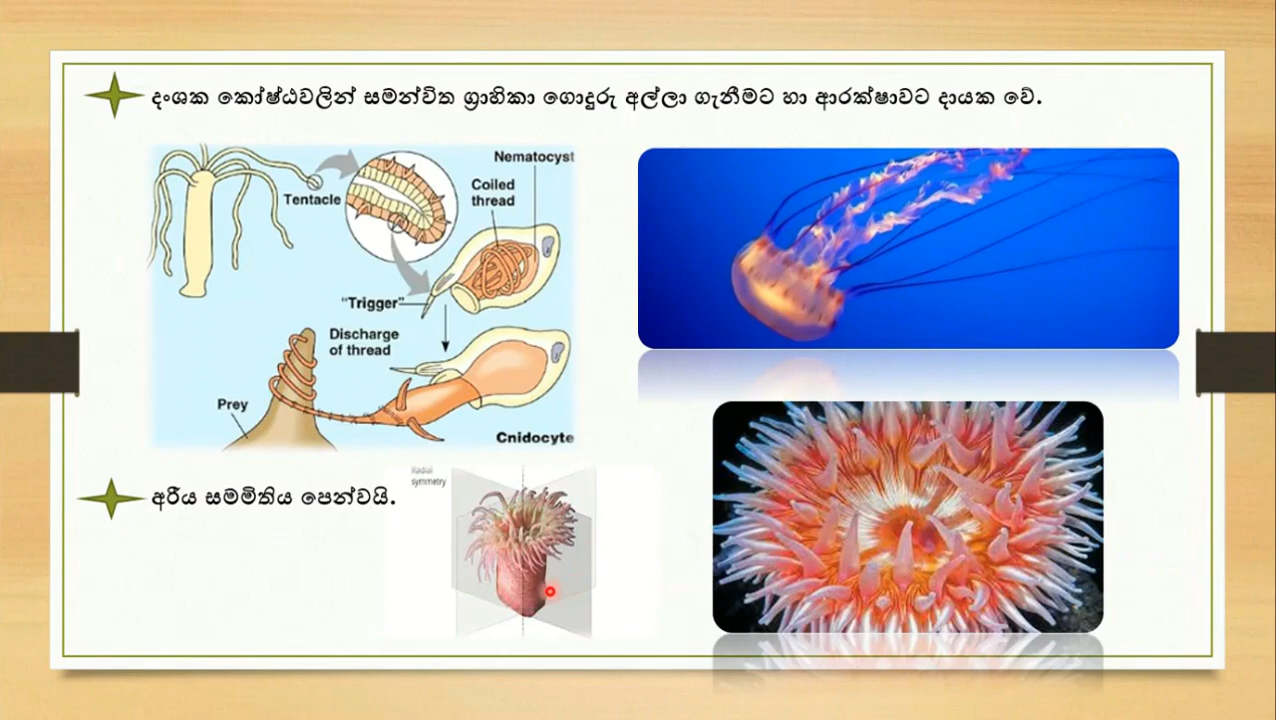 දංශක කෝෂ්ඨවලින් සමන්විත ග්‍රාහිකා ගොදුරු අල්ලා ගැනීමට හා ආරක්ෂාවට දායක වේ.
Nematocyst
Coiled
thread
Tentacle
"Trigger"
Discharge
of thread
Prey
Cnidocyte
Radial
symmetry
අරීය සමමිතිය පෙන්වයි.